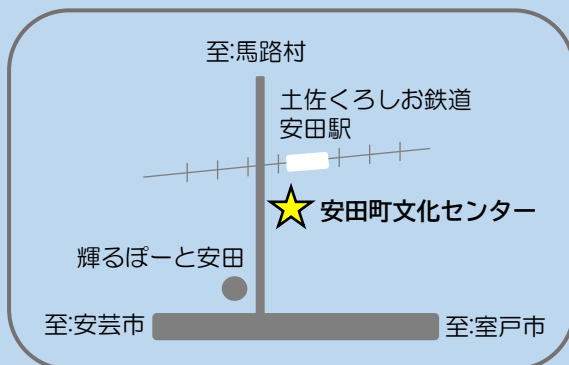 至:馬路村
土佐くろしお鉄道
安田駅
安田町文化センター
輝るぽーと安田
至:安芸市
至:室戸市